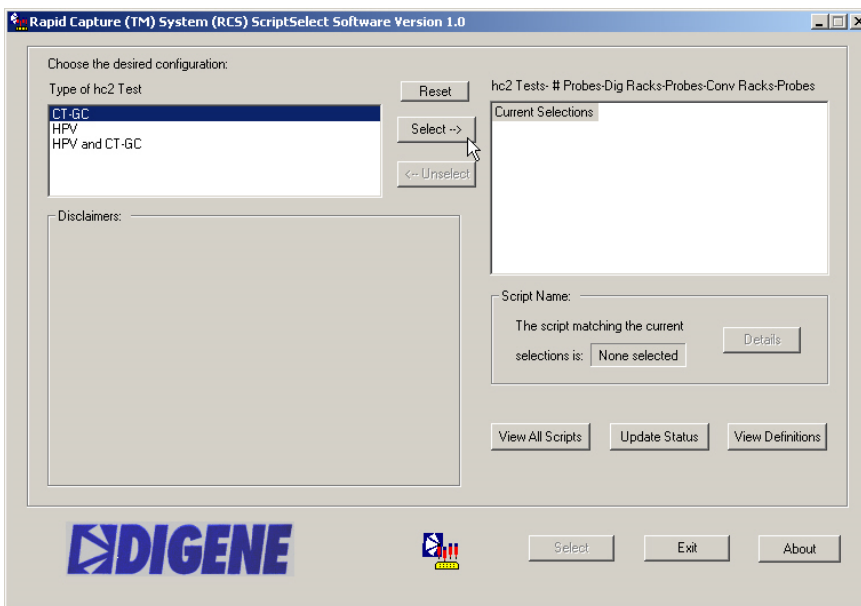 Rapid Capture (TM) System (RCS) ScriptSelect Software Version 1.0
Choose the desired configuration:
Type of hc2 Test
CT-GC
HPV
HPV and CT-GC
Reset
Select -->
<-- Unselect
hc2 Tests- # Probes-Dig Racks-Probes-Conv Racks-Probes
Current Selections
Disclaimers:
Script Name:
The script matching the current
selections is: None selected
Details
View All Scripts
Update Status
View Definitions
DIGENE
Select
Exit
About